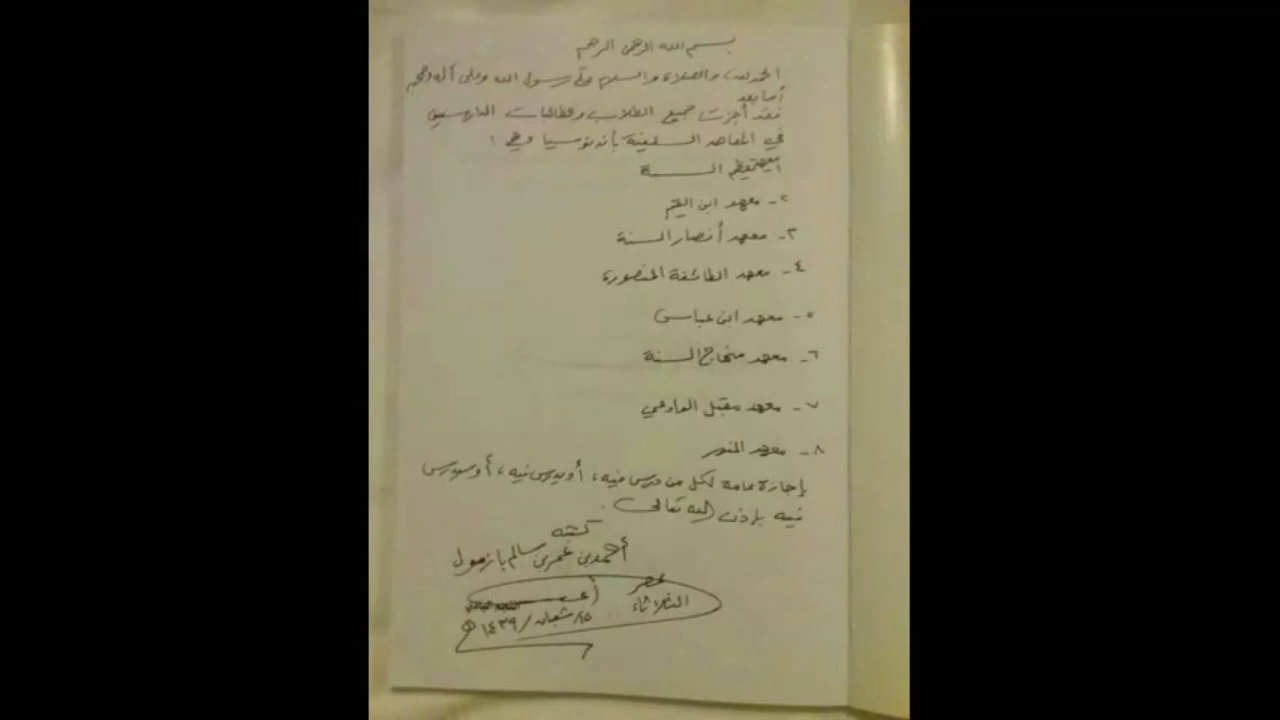 بسم الله الرحمن الرحيم
الحمد لله والصلاة والسلام على رسول الله وعلى آله وصحبه
أما بعد
فقد أجزت جميع الطلاب والطالبات الدارسين
في المعاهد السلفية بأندونوسيا وهي ١
معهد تعظيم السنة
٢- معهد ابن القيم
٣- معهد أنصار السنة
٤- معهد الطائفة المنصورة
٥- معهد ابن عباس
٦- معهد منهاج السنة
٧- معهد مقبل الوادعي
٨- معهد المنور
إجازة عامة لكل من درس فيه، أو يدرس فيه، أو سيدرس
فيه بإذن الله تعالى.
كتبه
أحمد بن عمر بن سالم بازمول
عصر
الثلاثاء
١٥/شعبان/١٤٣٩هـ